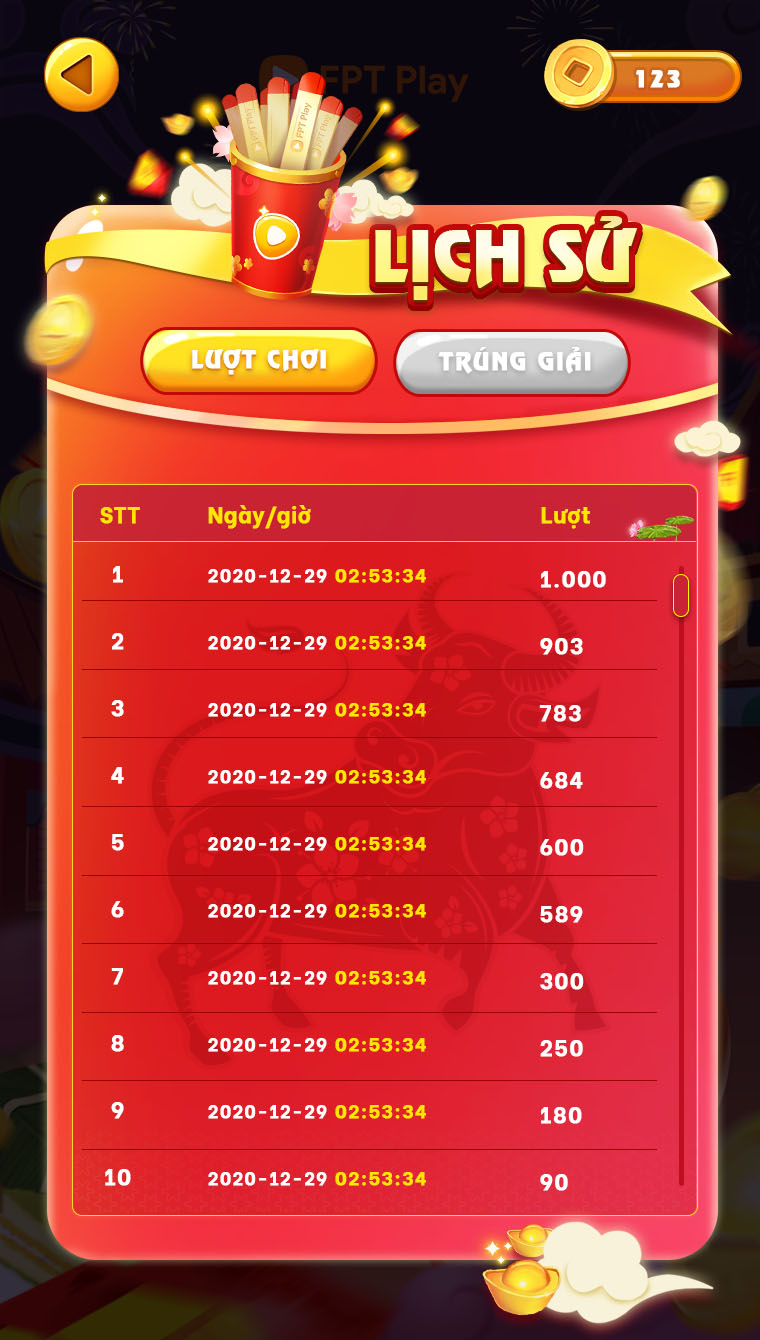 FPT Play
123
FPT Play
FPT Play
LỊCH SỬ
LƯỢT CHƠI
TRÚNG GIẢI
STT Ngày/giờ Lượt
1 2020-12-29 02:53:34 1.000
2 2020-12-29 02:53:34 903
3 2020-12-29 02:53:34 783
4 2020-12-29 02:53:34 684
5 2020-12-29 02:53:34 600
6 2020-12-29 02:53:34 589
7 2020-12-29 02:53:34 300
8 2020-12-29 02:53:34 250
9 2020-12-29 02:53:34 180
10 2020-12-29 02:53:34 90